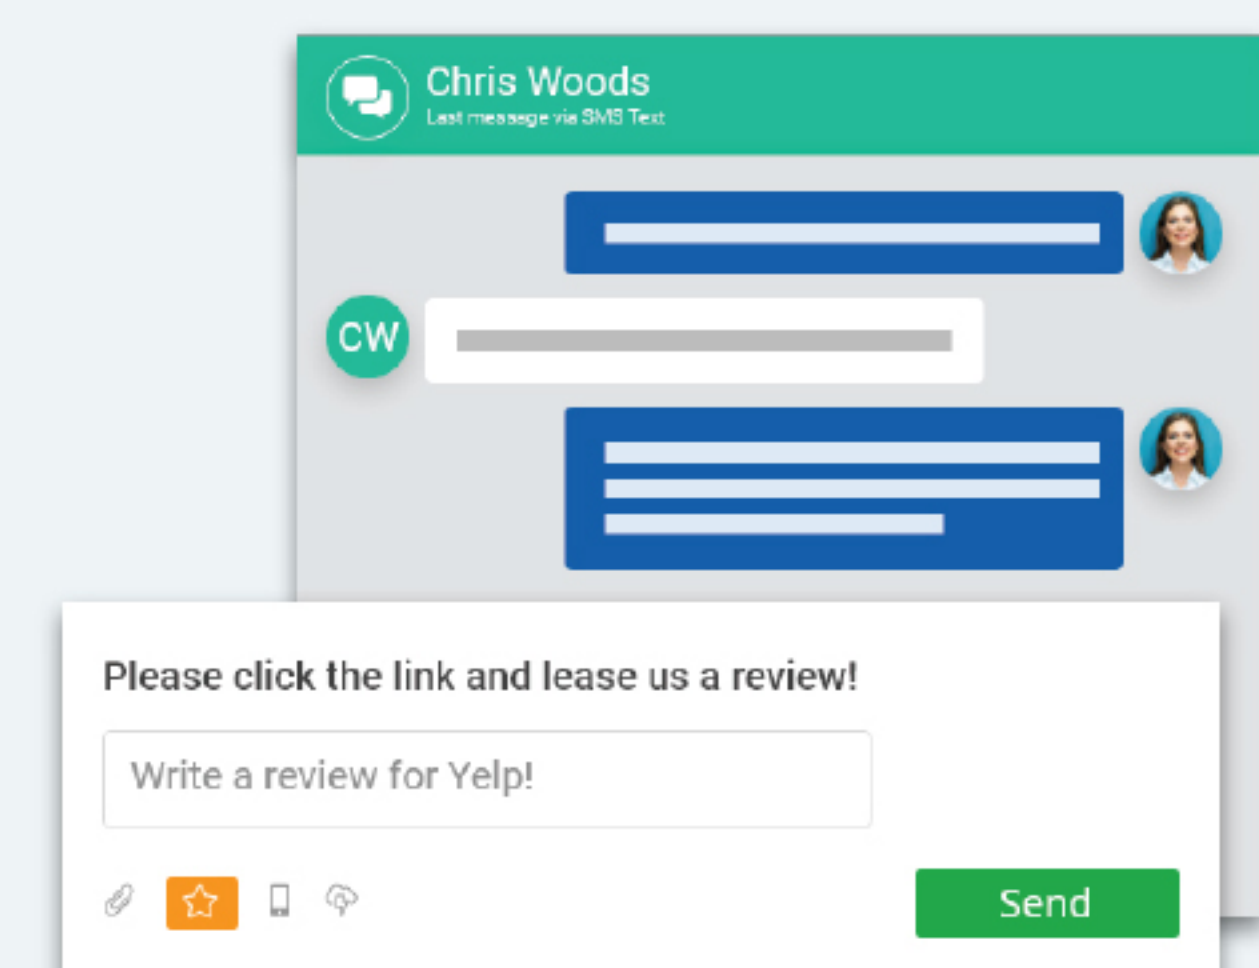 Chris Woods
Last message via SMS Text
CW
Please click the link and lease us a review!
Write a review for Yelp!
Send